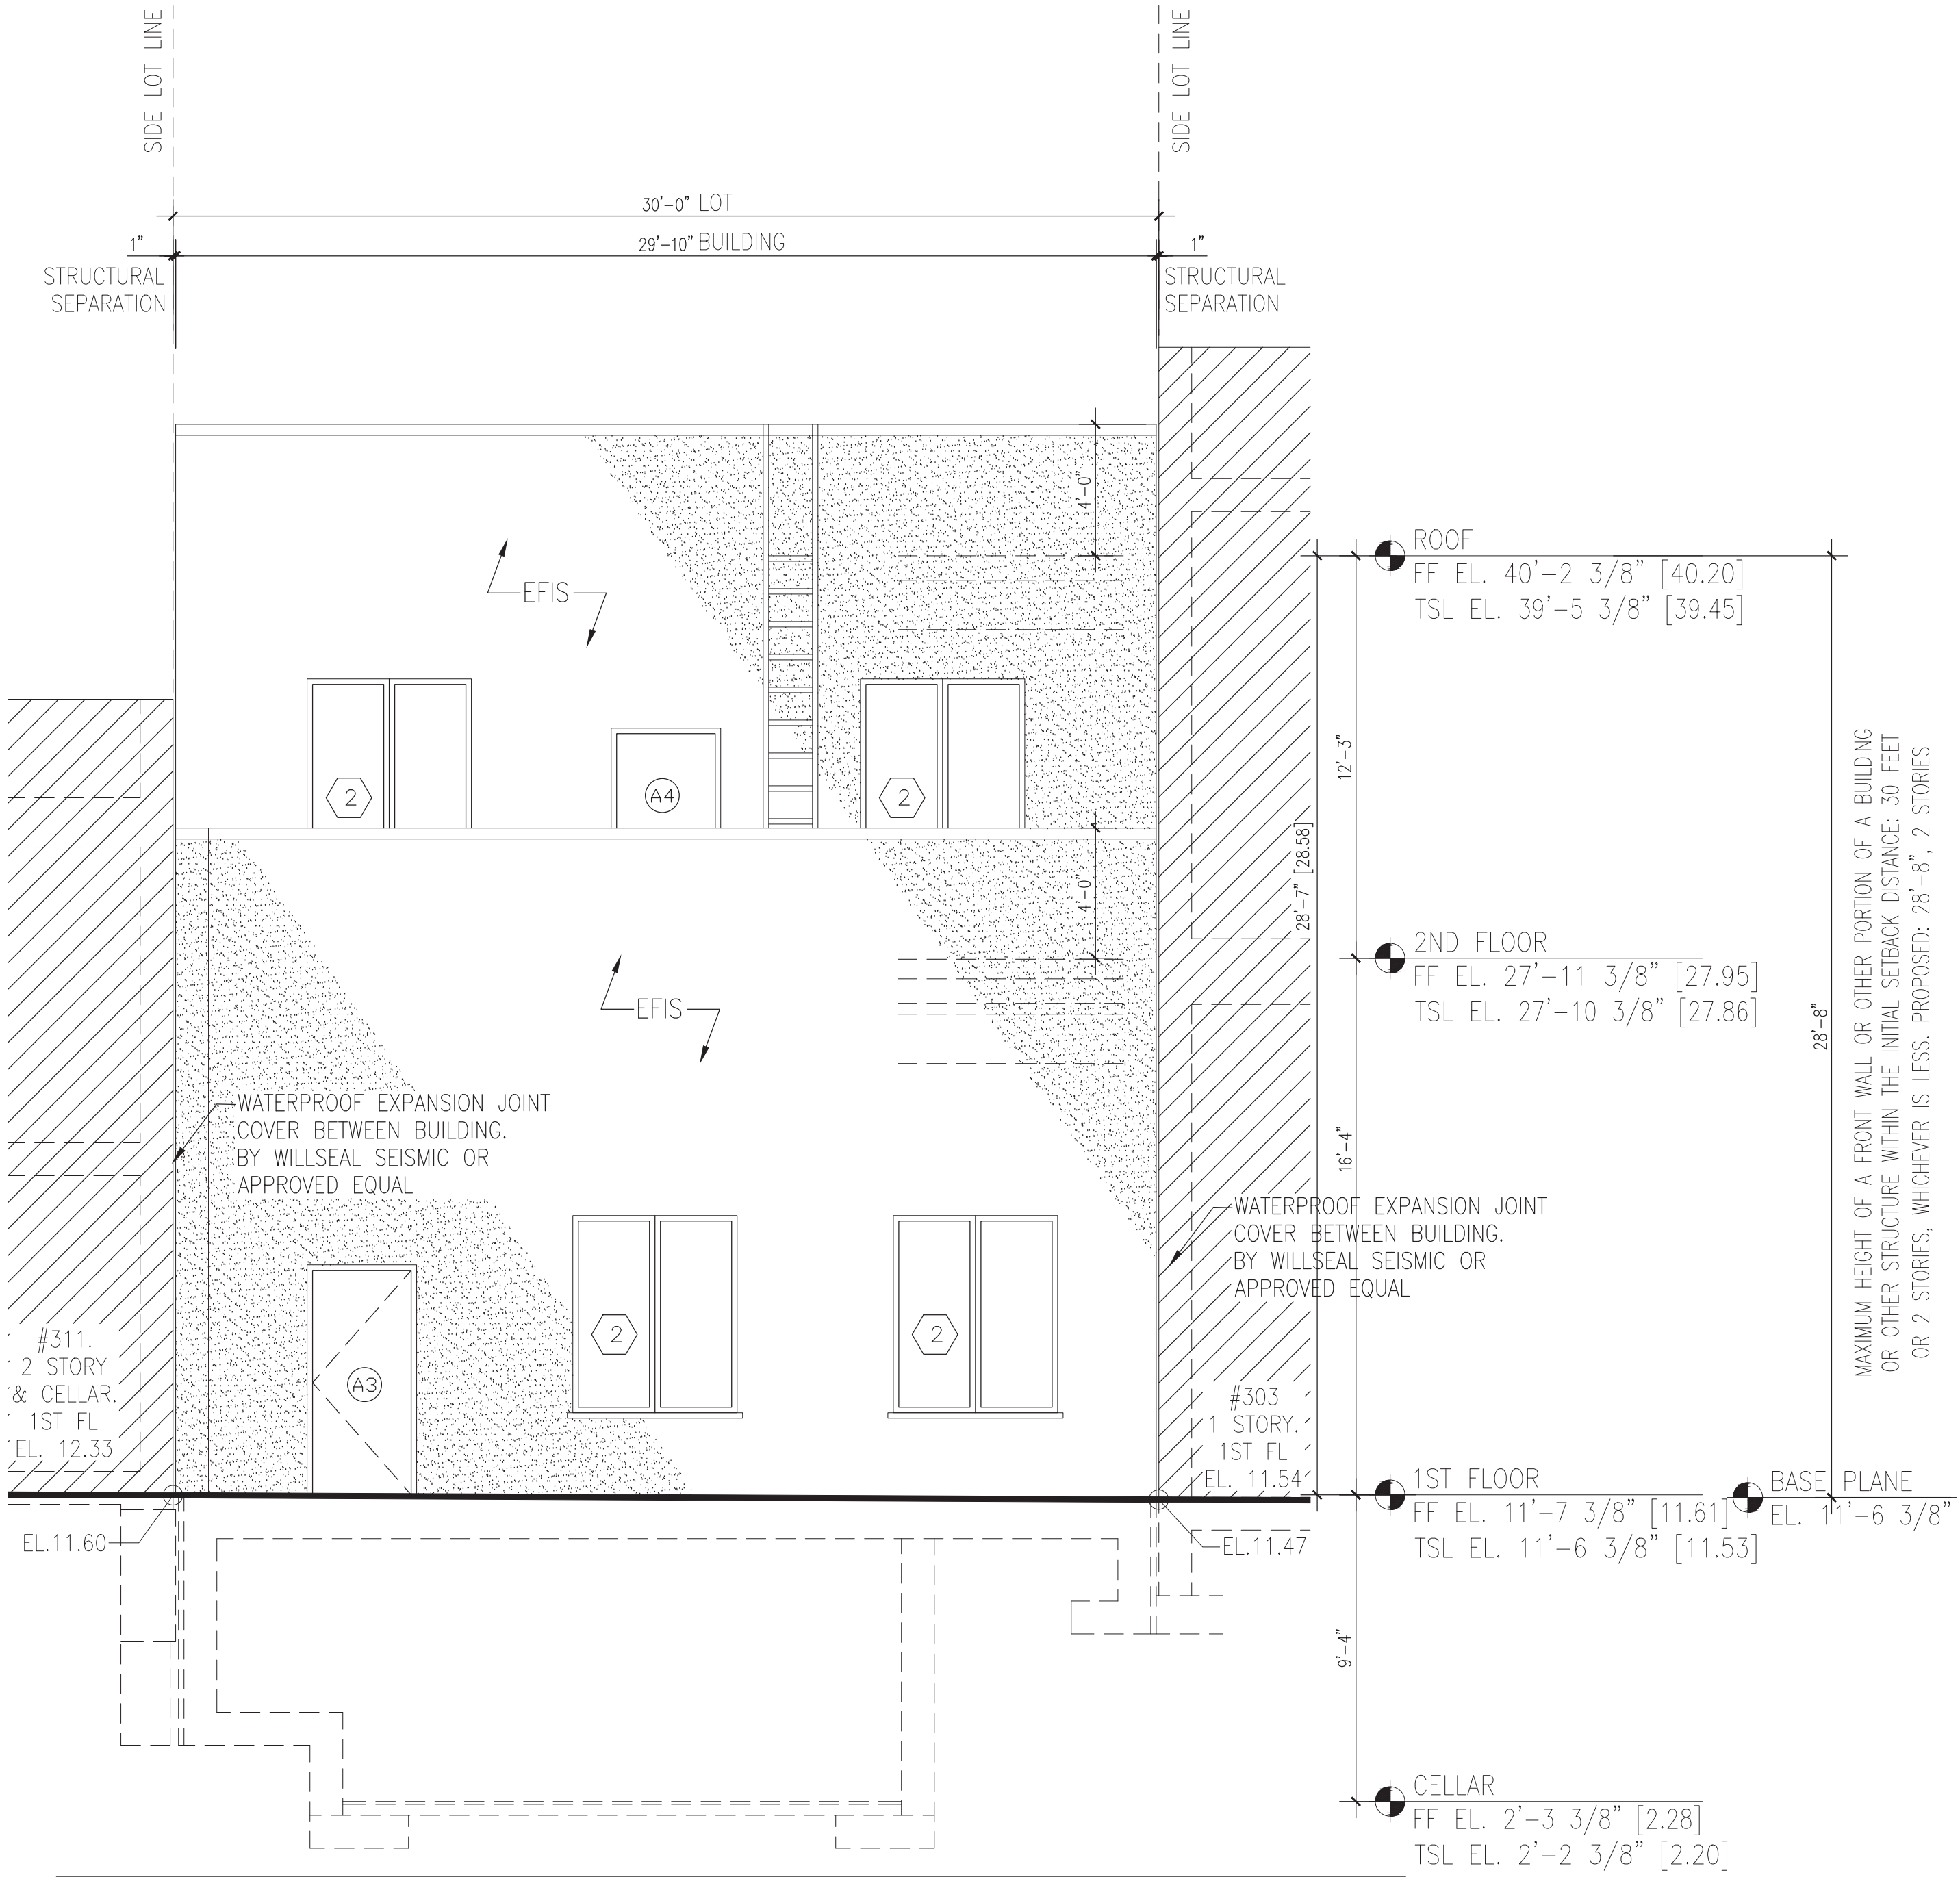 SIDE LOT LINE
SIDE LOT LINE
30'-0" LOT
1"
29'-10" BUILDING
1"
STRUCTURAL
SEPARATION
STRUCTURAL
SEPARATION
4'-0"
ROOF
FF EL. 40'-2 3/8" [40.20]
TSL EL. 39'-5 3/8" [39.45]
EFIS
12'-3"
2
A4
2
28'-7" [28.58]
4'-0"
2ND FLOOR
FF EL. 27'-11 3/8" [27.95]
TSL EL. 27'-10 3/8" [27.86]
EFIS
28'-8"
MAXIMUM HEIGHT OF A FRONT WALL OR OTHER PORTION OF A BUILDING
OR OTHER STRUCTURE WITHIN THE INITIAL SETBACK DISTANCE: 30 FEET
OR 2 STORIES, WHICHEVER IS LESS. PROPOSED: 28'-8", 2 STORIES
WATERPROOF EXPANSION JOINT
COVER BETWEEN BUILDING.
BY WILLSEAL SEISMIC OR
APPROVED EQUAL
16'-4"
WATERPROOF EXPANSION JOINT
COVER BETWEEN BUILDING.
BY WILLSEAL SEISMIC OR
APPROVED EQUAL
#311.
2 STORY
& CELLAR.
1ST FL
EL. 12.33
A3
2
2
#303
1 STORY.
1ST FL
EL. 11.54
1ST FLOOR
FF EL. 11'-7 3/8" [11.61]
TSL EL. 11'-6 3/8" [11.53]
BASE PLANE
EL. 11'-6 3/8"
EL.11.60
EL.11.47
9'-4"
CELLAR
FF EL. 2'-3 3/8" [2.28]
TSL EL. 2'-2 3/8" [2.20]